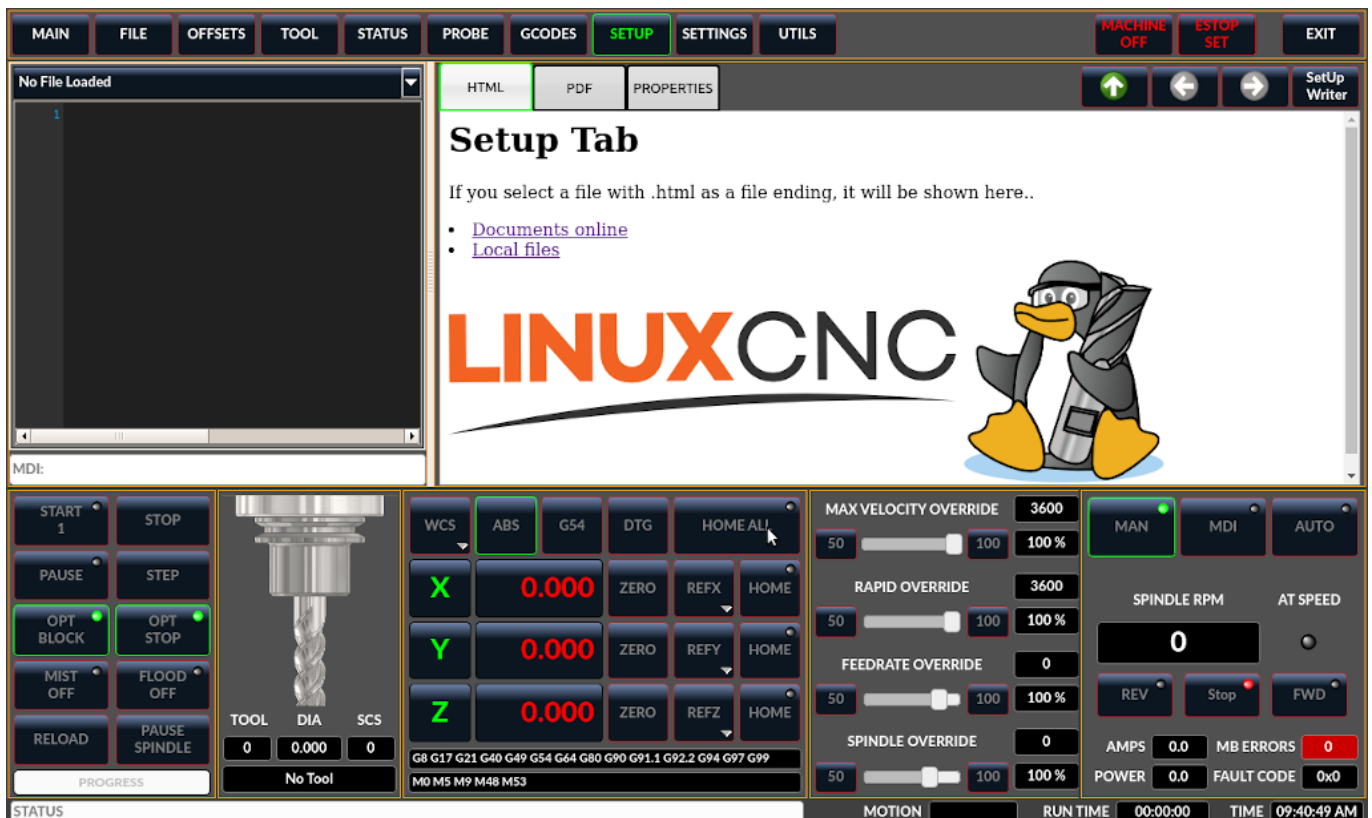 MAIN FILE OFFSETS TOOL STATUS PROBE GCODES SETUP SETTINGS UTILS MACHINE OFF ESTOP SET EXIT
No File Loaded
1
HTML PDF PROPERTIES SetUp Writer
Setup Tab
If you select a file with .html as a file ending, it will be shown here..
• Documents online
• Local files
LINUXCNC
MDI:
START 1 STOP
PAUSE STEP
OPT BLOCK OPT STOP
MIST OFF FLOOD OFF
RELOAD PAUSE SPINDLE
PROGRESS
TOOL DIA SCS
0 0.000 0
No Tool
WCS ABS G54 DTG HOME ALL
X 0.000 ZERO REFX HOME
Y 0.000 ZERO REFY HOME
Z 0.000 ZERO REFZ HOME
G8 G17 G21 G40 G49 G54 G64 G80 G90 G91.1 G92.2 G94 G97 G99
M0 M5 M9 M48 M53
MAX VELOCITY OVERRIDE 3600
50 100 100 %
RAPID OVERRIDE 3600
50 100 100 %
FEEDRATE OVERRIDE 0
50 100 100 %
SPINDLE OVERRIDE 0
50 100 100 %
MAN MDI AUTO
SPINDLE RPM AT SPEED
0
REV Stop FWD
AMPS 0.0 MB ERRORS 0
POWER 0.0 FAULT CODE 0x0
STATUS
MOTION RUN TIME 00:00:00 TIME 09:40:49 AM